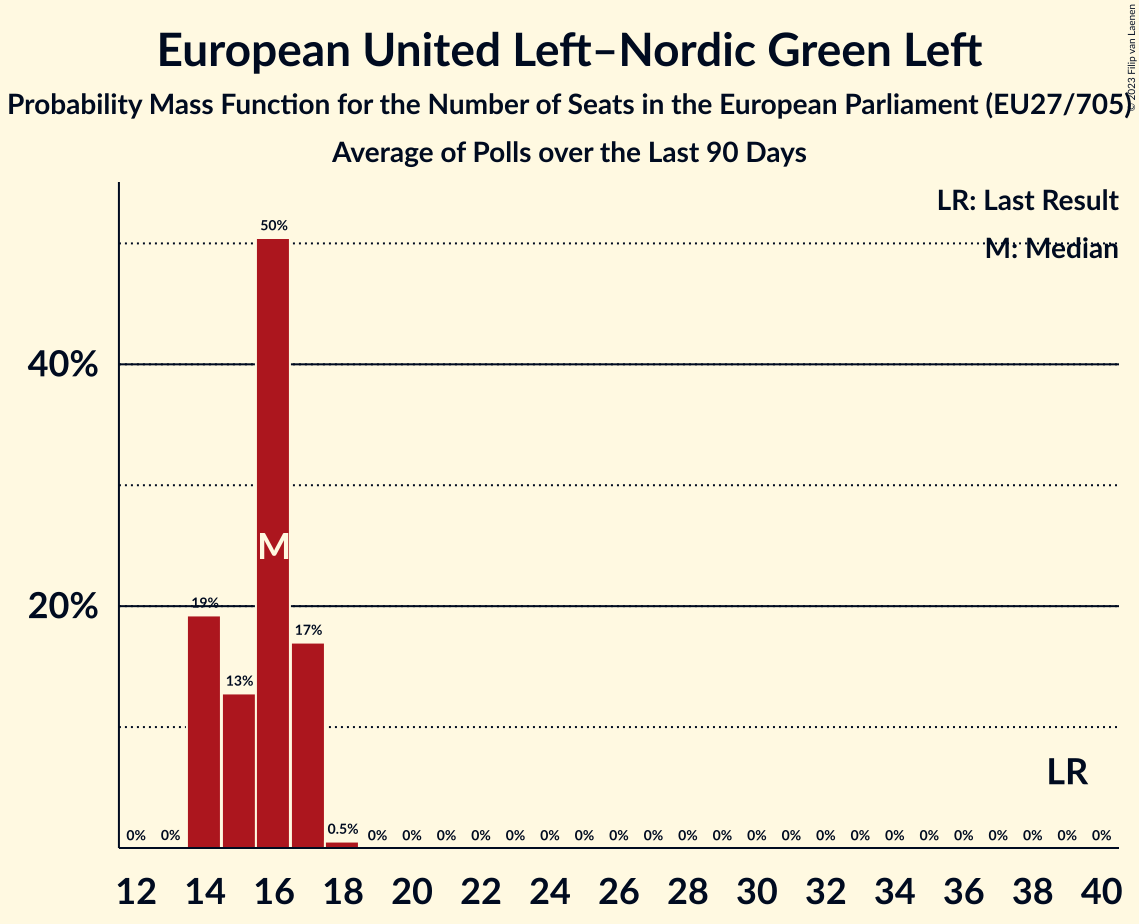 European United Left–Nordic Green Left
Probability Mass Function for the Number of Seats in the European Parliament (EU27/705)
Average of Polls over the Last 90 Days
© 2023 Filip van Laenen
LR: Last Result
M: Median
50%
40%
M
19%
20%
17%
13%
LR
0% 0% 0.5% 0% 0% 0% 0% 0% 0% 0% 0% 0% 0% 0% 0% 0% 0% 0% 0% 0% 0% 0% 0% 0% 0%
12 14 16 18 20 22 24 26 28 30 32 34 36 38 40